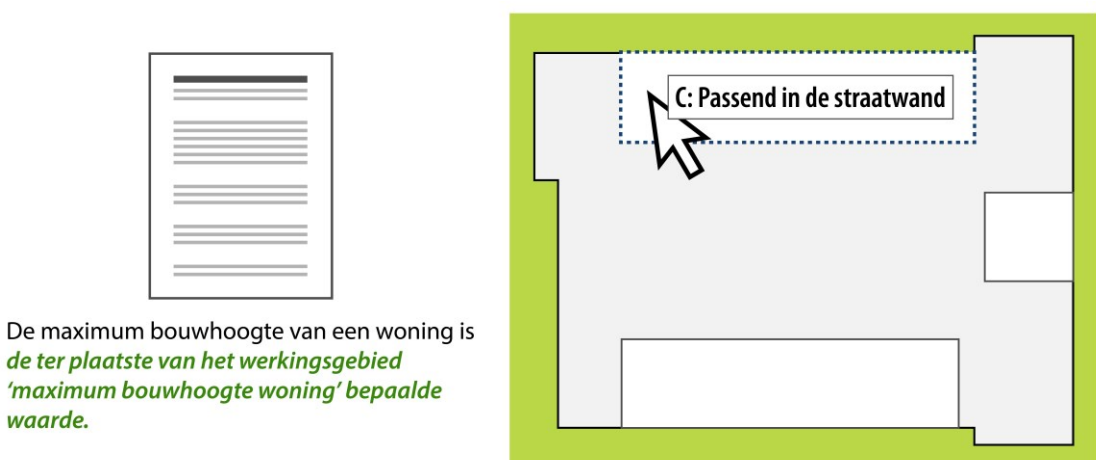 De maximum bouwhoogte van een woning is
de ter plaatste van het werkingsgebied
‘maximum bouwhoogte woning’ bepaalde
waarde.
C: Passend in de straatwand